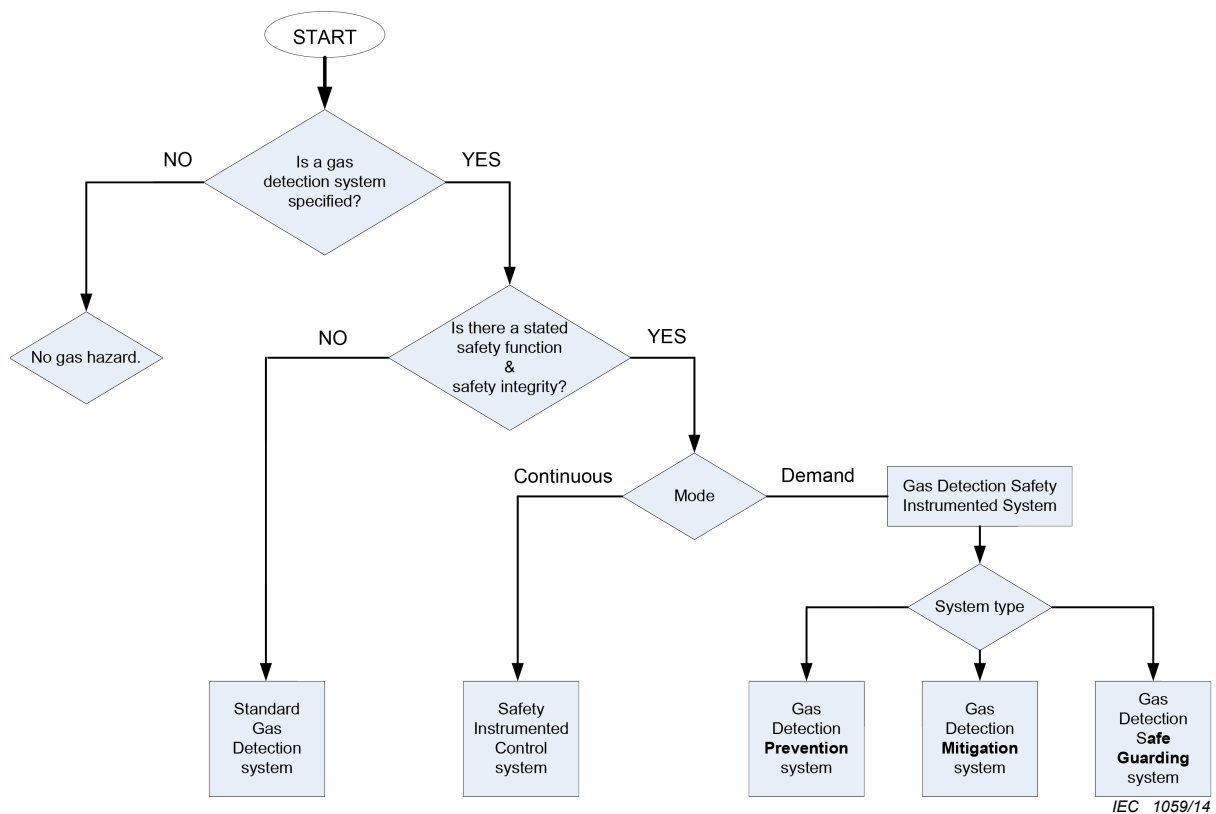 START
NO
YES
Is a gas
detection system
specified?
No gas hazard.
NO
YES
Is there a stated
safety function
&
safety integrity?
Continuous
Mode
Demand
Gas Detection Safety
Instrumented System
System type
Standard
Gas
Detection
system
Safety
Instrumented
Control
system
Gas
Detection
Prevention
system
Gas
Detection
Mitigation
system
Gas
Detection
Safe
Guarding
system
IEC 1059/14